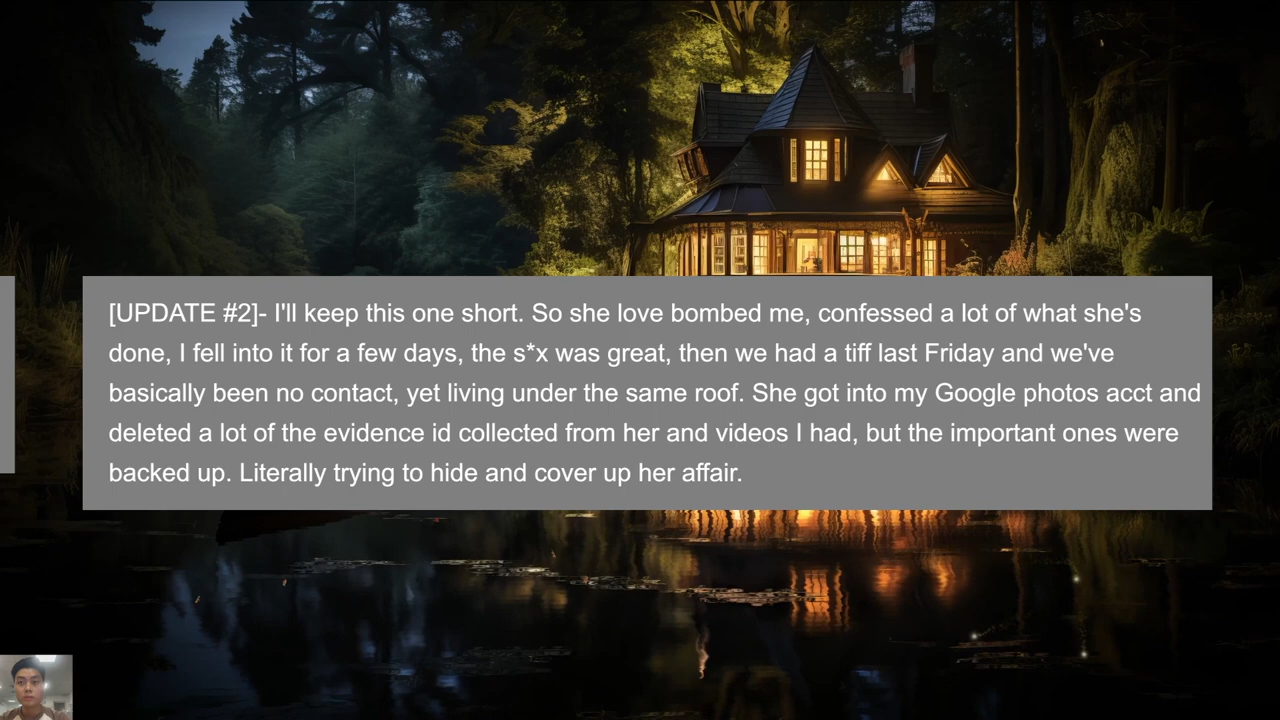 [UPDATE #2]- I'll keep this one short. So she love bombed me, confessed a lot of what she's
done, I fell into it for a few days, the s*x was great, then we had a tiff last Friday and we've
basically been no contact, yet living under the same roof. She got into my Google photos acct and
deleted a lot of the evidence id collected from her and videos I had, but the important ones were
backed up. Literally trying to hide and cover up her affair.